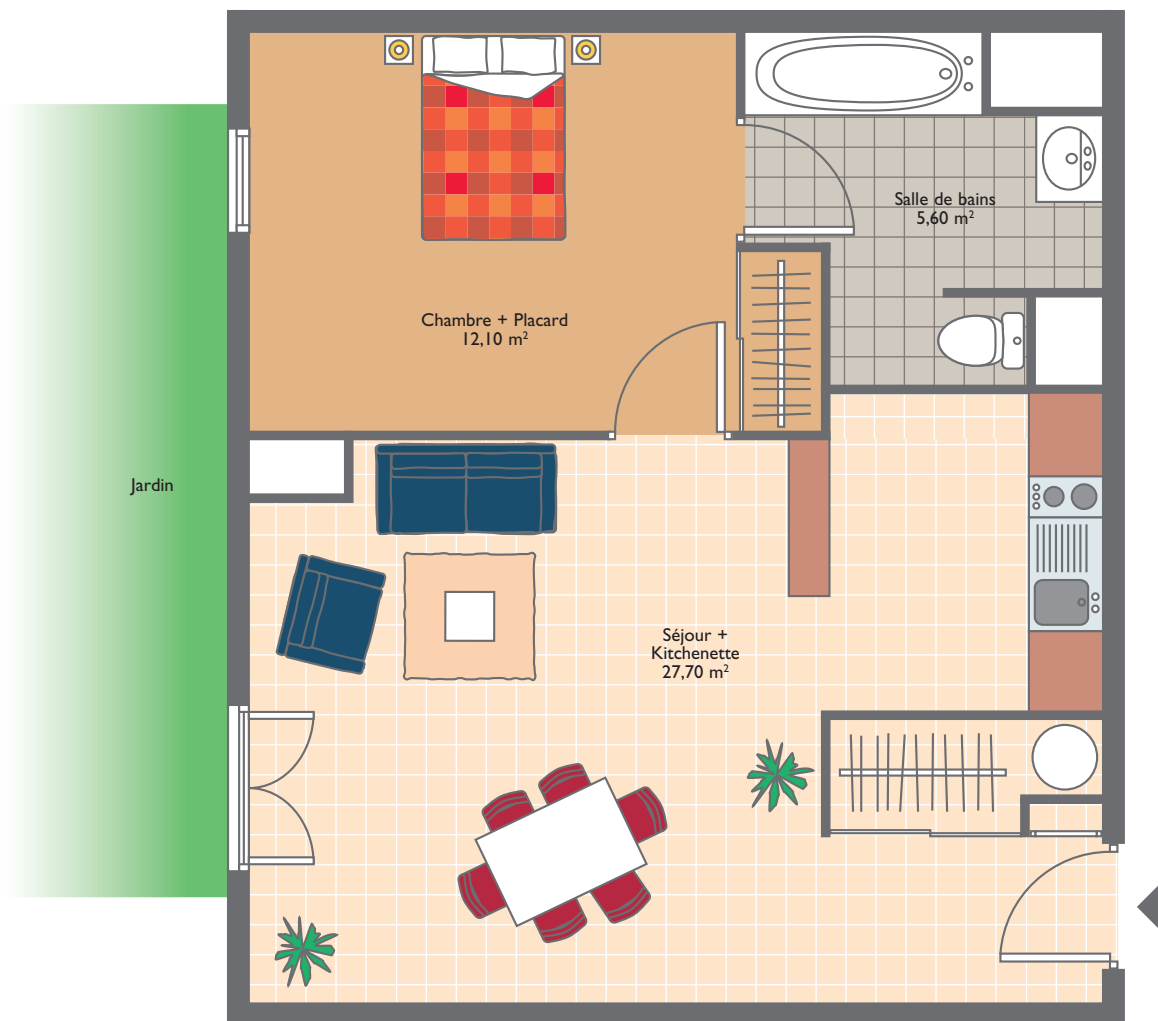 Salle de bains
5,60 m²
Chambre + Placard
12,10 m²
Jardin
Séjour +
Kitchenette
27,70 m²